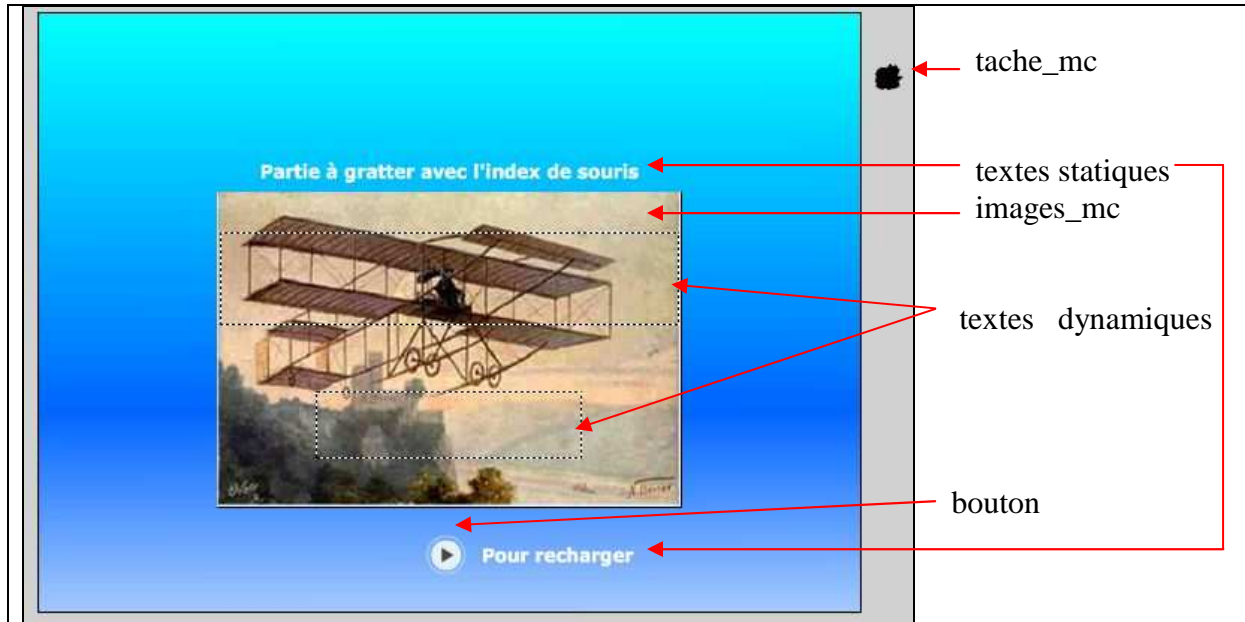 tache_mc
Partie à gratter avec l'index de souris
textes statiques
images_mc
textes dynamiques
bouton
Pour recharger